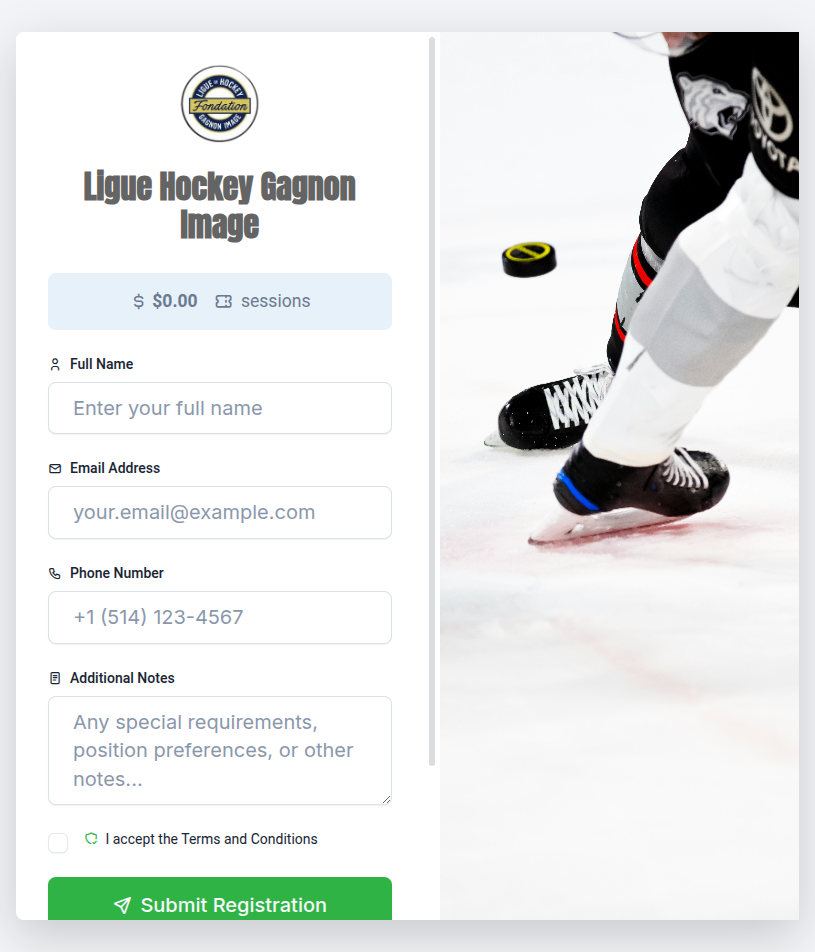 LIGUE DE HOCKEY
Fondation
GAGNON IMAGE
Ligue Hockey Gagnon
Image
$ $0.00 sessions
Full Name
Enter your full name
Email Address
your.email@example.com
Phone Number
+1 (514) 123-4567
Additional Notes
Any special requirements,
position preferences, or other
notes...
I accept the Terms and Conditions
Submit Registration
TOYOTA